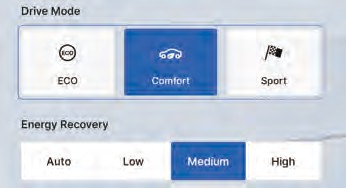 Drive Mode
ECO
ECO Comfort Sport
Energy Recovery
Auto Low Medium High